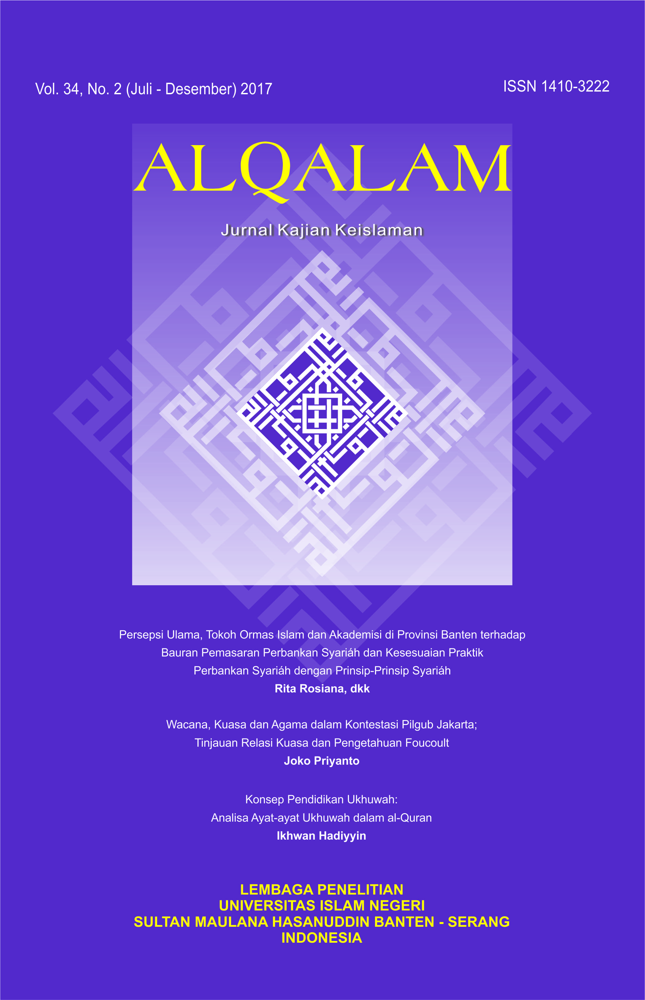 Vol. 34, No. 2 (Juli - Desember) 2017
ISSN 1410-3222
ALQALAM
Jurnal Kajian Keislaman
Persepsi Ulama, Tokoh Ormas Islam dan Akademisi di Provinsi Banten terhadap
Bauran Pemasaran Perbankan Syariáh dan Kesesuaian Praktik
Perbankan Syariáh dengan Prinsip-Prinsip Syariáh
Rita Rosiana, dkk
Wacana, Kuasa dan Agama dalam Kontestasi Pilgub Jakarta;
Tinjauan Relasi Kuasa dan Pengetahuan Foucoult
Joko Priyanto
Konsep Pendidikan Ukhuwah:
Analisa Ayat-ayat Ukhuwah dalam al-Quran
Ikhwan Hadiyyin
LEMBAGA PENELITIAN
UNIVERSITAS ISLAM NEGERI
SULTAN MAULANA HASANUDDIN BANTEN - SERANG
INDONESIA